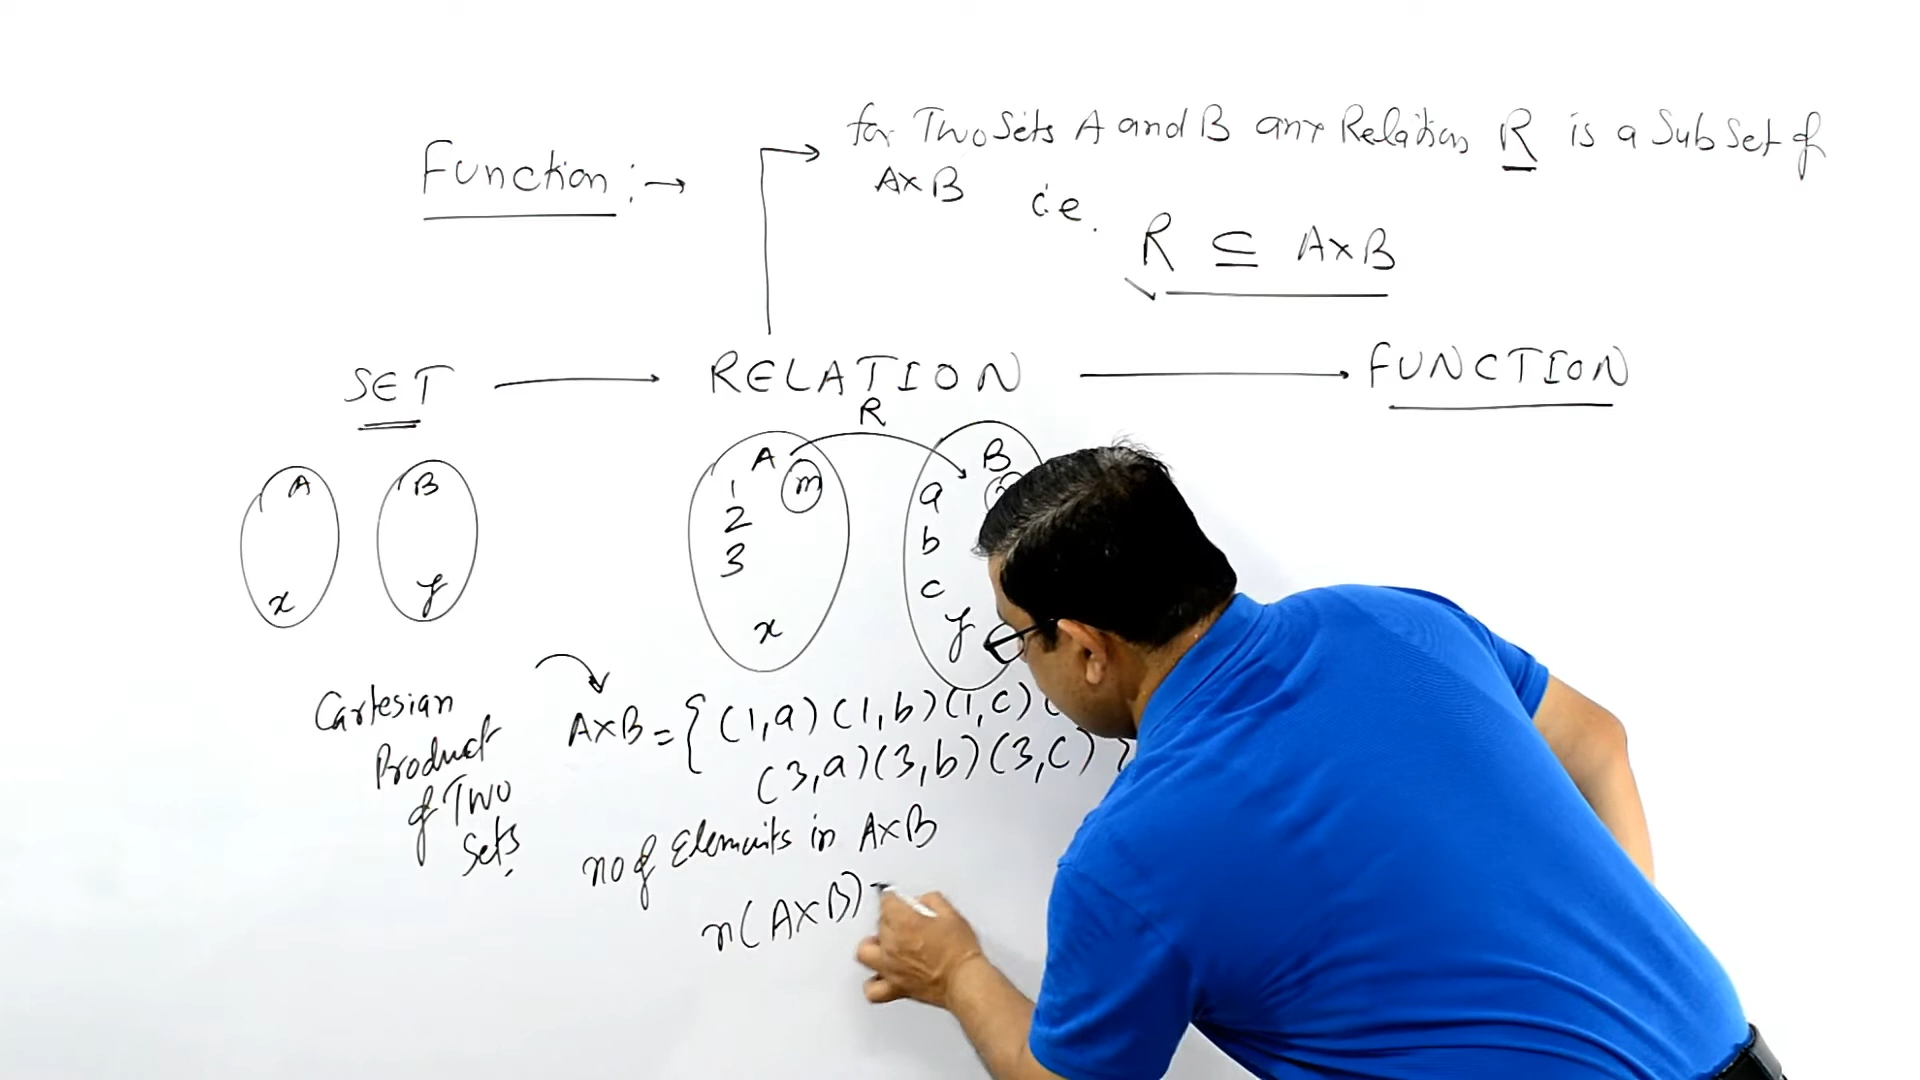 Function :→
for Two Sets A and B any Relation R is a Subset of
A×B i.e.
R ⊆ A×B
SET → RELATION → FUNCTION
R
A
B
x
y
A
m
1
2
3
x
B
a
b
c
y
Cartesian
Product
of Two
Sets.
A×B = { (1,a) (1,b) (1,c) (
(3,a) (3,b) (3,c) }
no of Elements in A×B
n(A×B) =